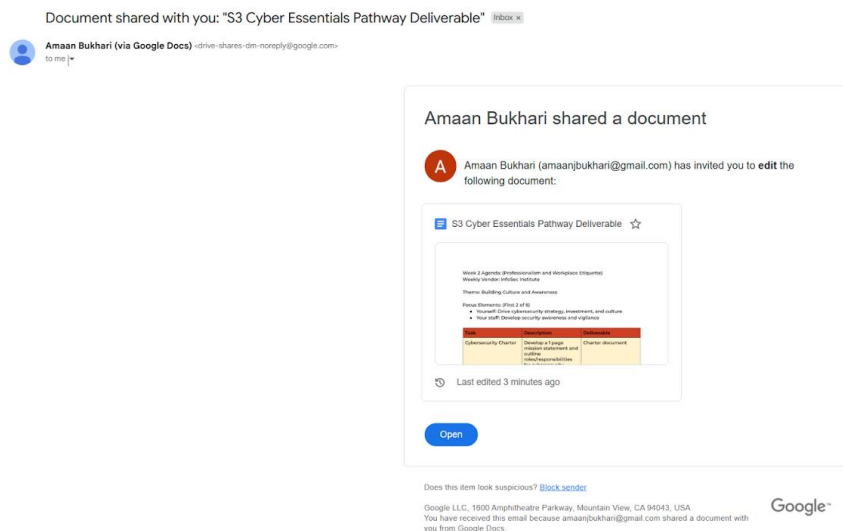 Document shared with you: "S3 Cyber Essentials Pathway Deliverable" Inbox ×
Amaan Bukhari (via Google Docs) <drive-shares-dm-noreply@google.com>
to me
Amaan Bukhari shared a document
A
Amaan Bukhari (amaanjbukhari@gmail.com) has invited you to edit the
following document:
S3 Cyber Essentials Pathway Deliverable
Week 2 Agenda: (Professionalism and Workplace Etiquette)
Weekly Vendor: InfoSec Institute
Theme: Building Culture and Awareness
Focus Elements: (First 2 of 6)
• Yourself: Drive cybersecurity strategy, investment, and culture
• Your staff: Develop security awareness and vigilance
Task Description Deliverable
Cybersecurity Charter Develop a 1 page Charter document
mission statement and
outline
roles/responsibilities
for cybersecurity
Last edited 3 minutes ago
Open
Does this item look suspicious? Block sender
Google LLC, 1600 Amphitheatre Parkway, Mountain View, CA 94043, USA
You have received this email because amaanjbukhari@gmail.com shared a document with
you from Google Docs.
Google